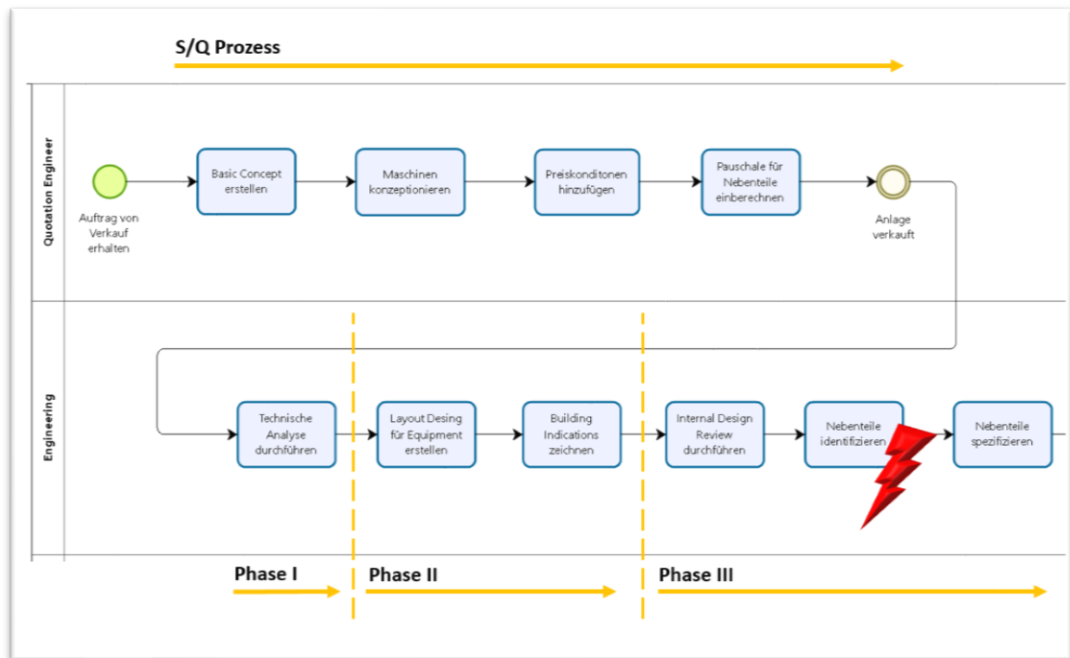 S/Q Prozess
Quotation Engineer
Auftrag von
Verkauf
erhalten
Basic Concept
erstellen
Maschinen
konzeptionieren
Preiskonditonen
hinzufügen
Pauschale für
Nebenteile
einberechnen
Anlage
verkauft
Engineering
Technische
Analyse
durchführen
Layout Desing
für Equipment
erstellen
Building
Indications
zeichnen
Internal Design
Review
durchführen
Nebenteile
identifizieren
Nebenteile
spezifizieren
Phase I
Phase II
Phase III